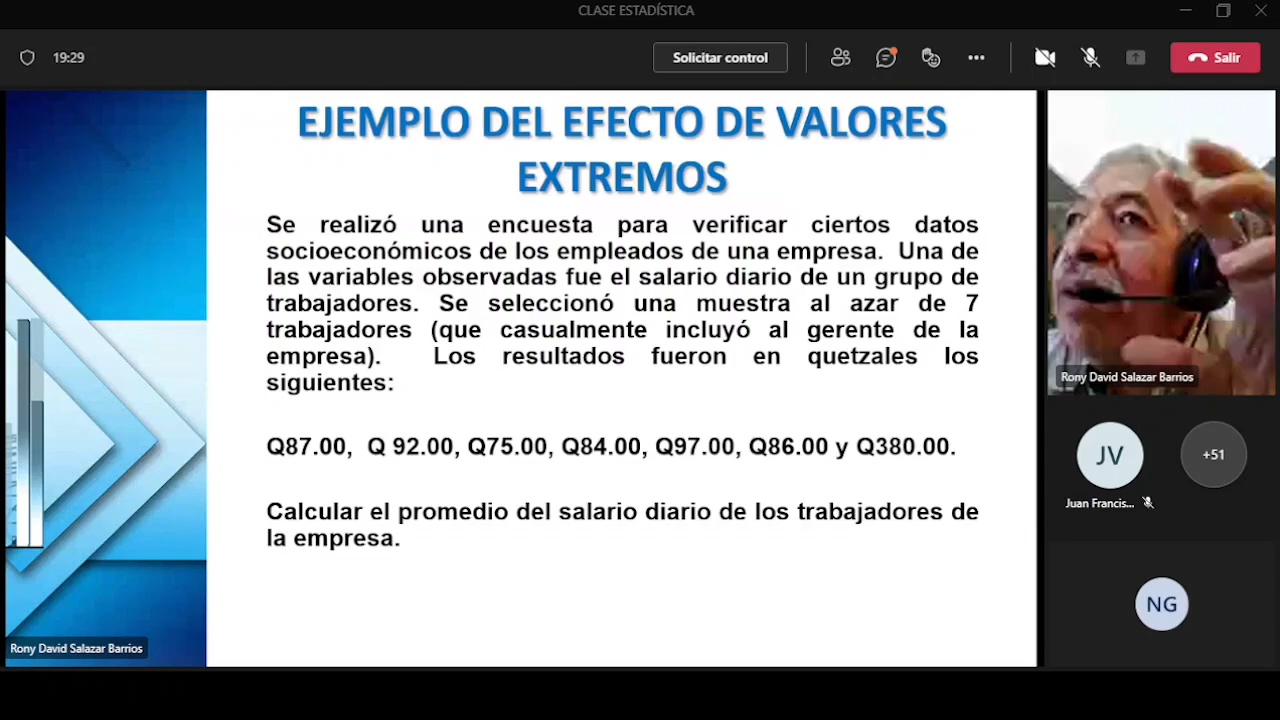 CLASE ESTADÍSTICA
19:29
Solicitar control
Salir
EJEMPLO DEL EFECTO DE VALORES
EXTREMOS
Se realizó una encuesta para verificar ciertos datos
socioeconómicos de los empleados de una empresa. Una de
las variables observadas fue el salario diario de un grupo de
trabajadores. Se seleccionó una muestra al azar de 7
trabajadores (que casualmente incluyó al gerente de la
empresa). Los resultados fueron en quetzales los
siguientes:
Q87.00, Q 92.00, Q75.00, Q84.00, Q97.00, Q86.00 y Q380.00.
Calcular el promedio del salario diario de los trabajadores de
la empresa.
Rony David Salazar Barrios
Rony David Salazar Barrios
JV
+51
Juan Francis...
NG